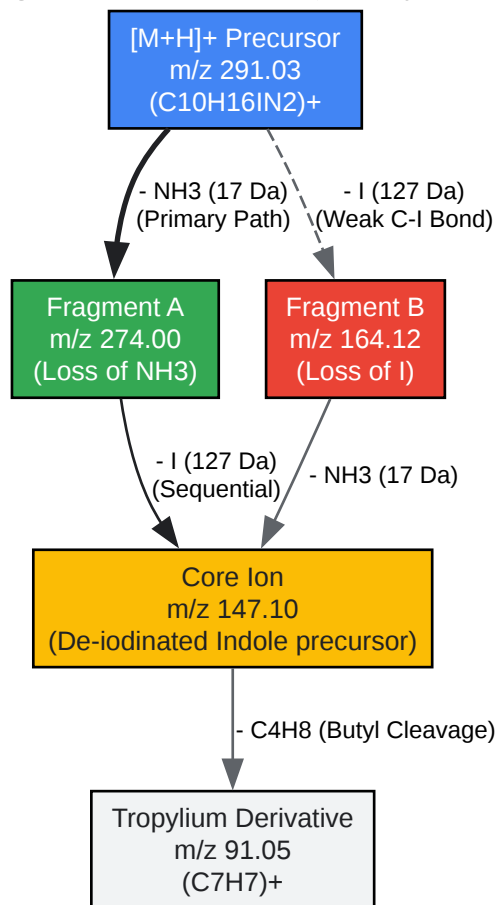 [M+H]+ Precursor
m/z 291.03
(C10H16IN2)+
- NH3 (17 Da)
(Primary Path)
- I (127 Da)
(Weak C-I Bond)
Fragment A
m/z 274.00
(Loss of NH3)
Fragment B
m/z 164.12
(Loss of I)
- I (127 Da)
(Sequential)
- NH3 (17 Da)
Core Ion
m/z 147.10
(De-iodinated Indole precursor)
- C4H8 (Butyl Cleavage)
Tropylium Derivative
m/z 91.05
(C7H7)+